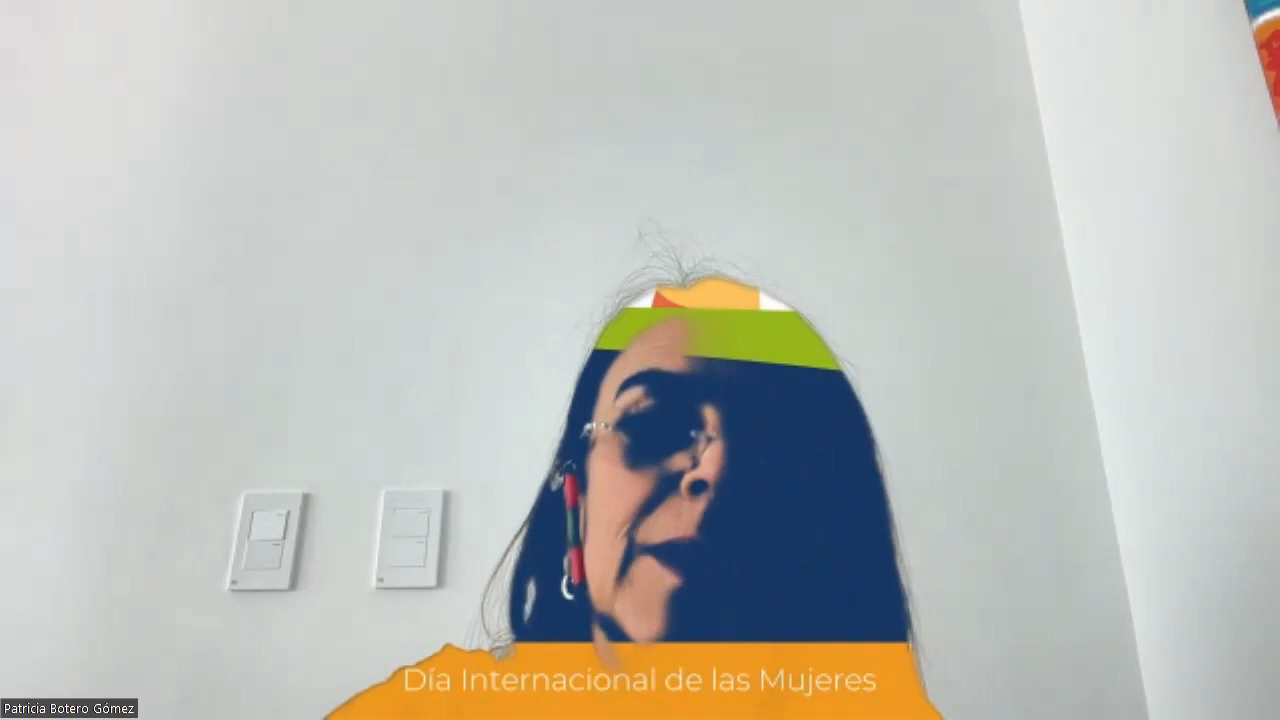 Día Internacional de las Mujeres
Patricia Botero Gómez